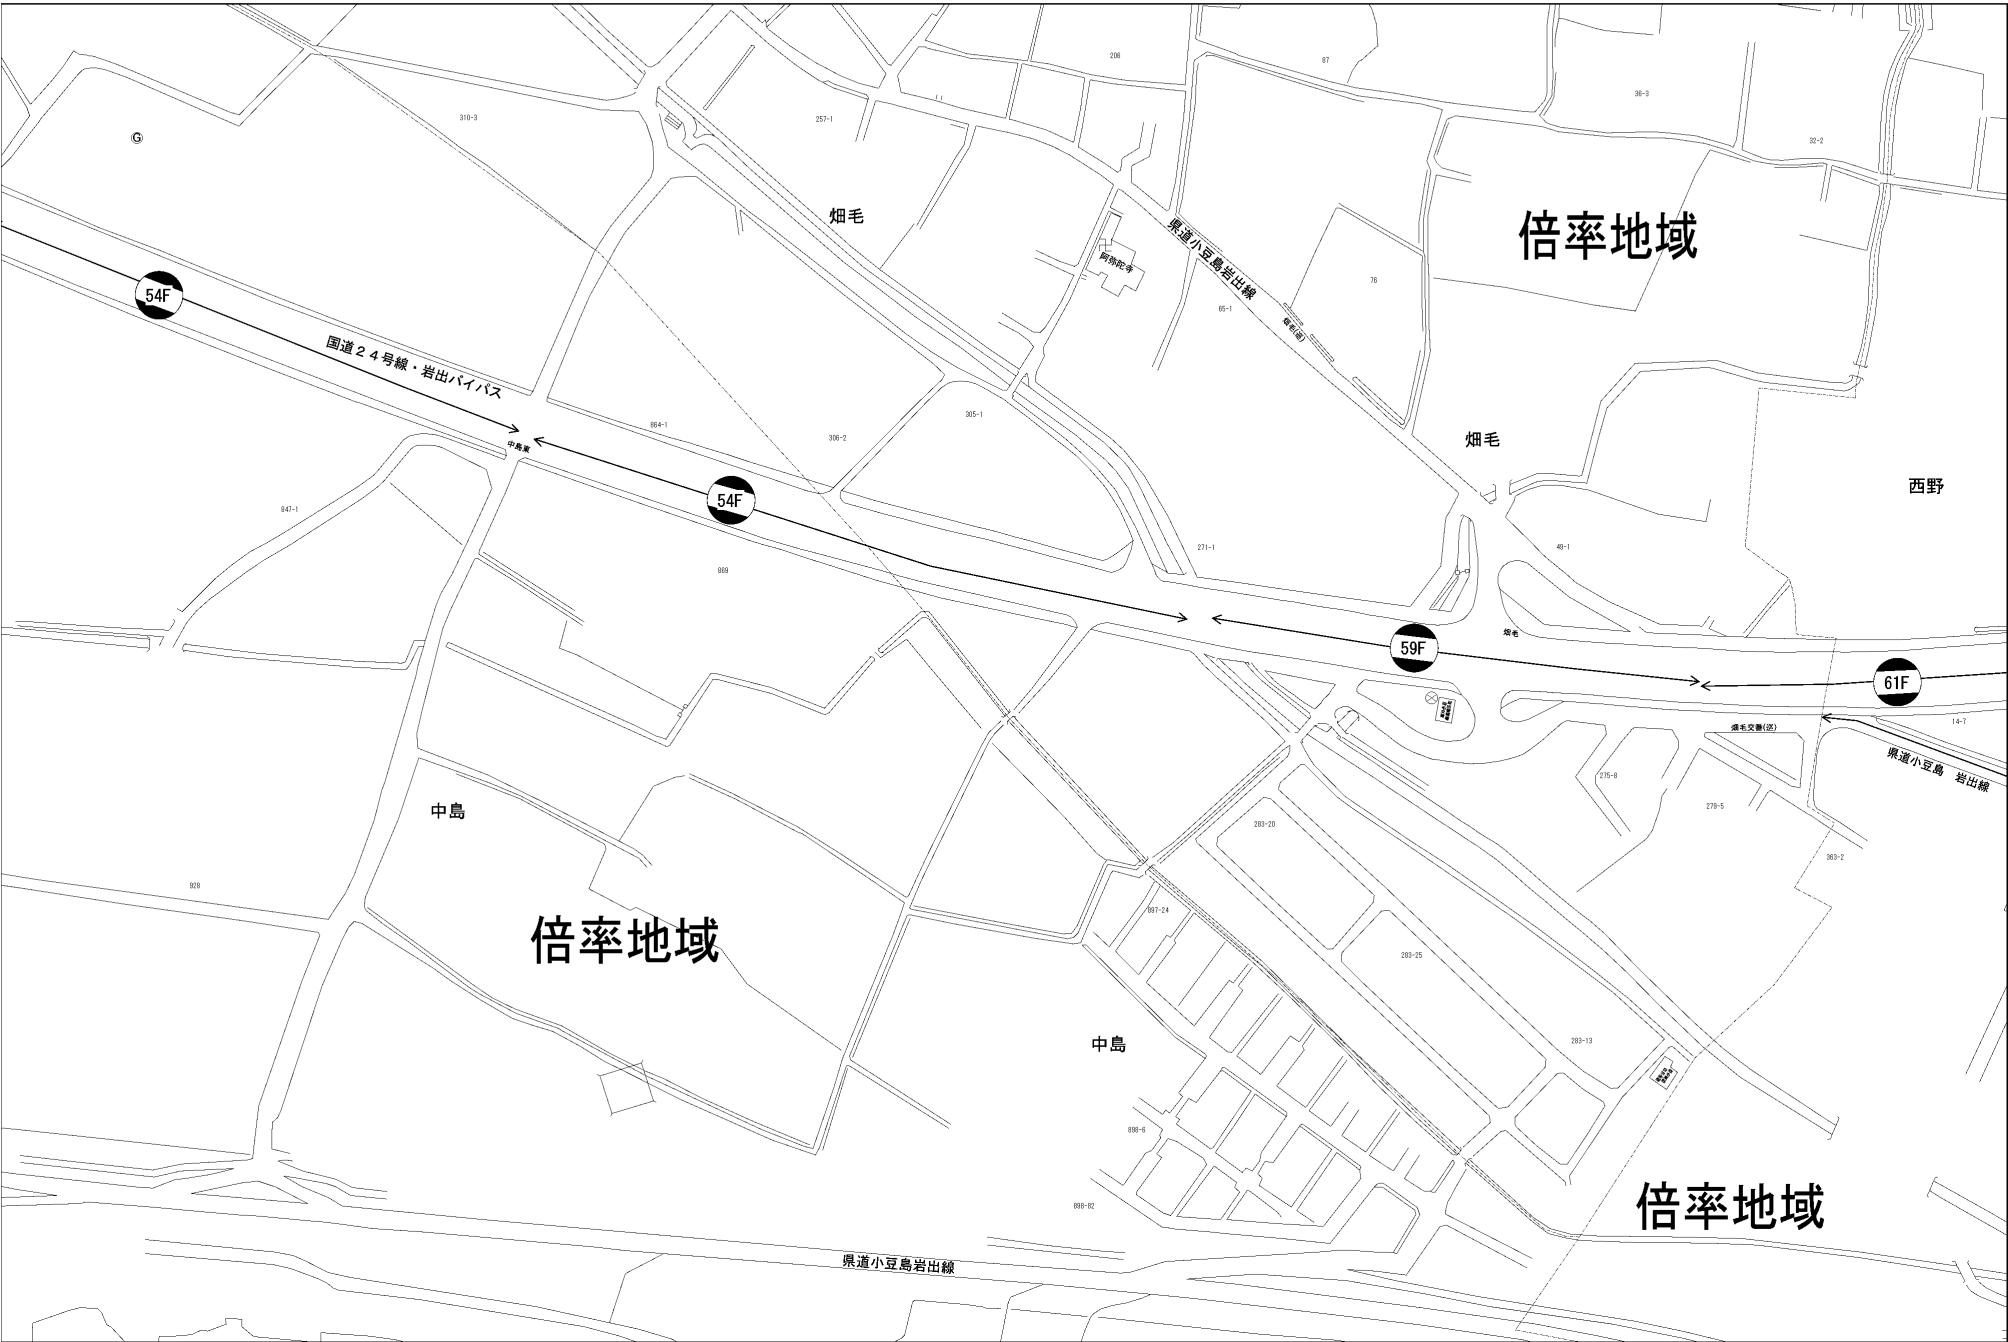 206
87
36-3
310-3
257-1
G
32-2
畑毛
倍率地域
県道小豆島岩出線
阿弥陀寺
76
54F
65-1
畑毛(巡)
国道24号線・岩出バイパス
305-1
864-1
306-2
畑毛
中島東
西野
54F
847-1
271-1
49-1
869
畑毛
59F
61F
14-7
畑毛交番(巡)
県道小豆島 岩出線
275-8
279-5
中島
283-20
363-2
928
897-24
倍率地域
283-25
中島
283-13
898-6
898-82
倍率地域
県道小豆島岩出線